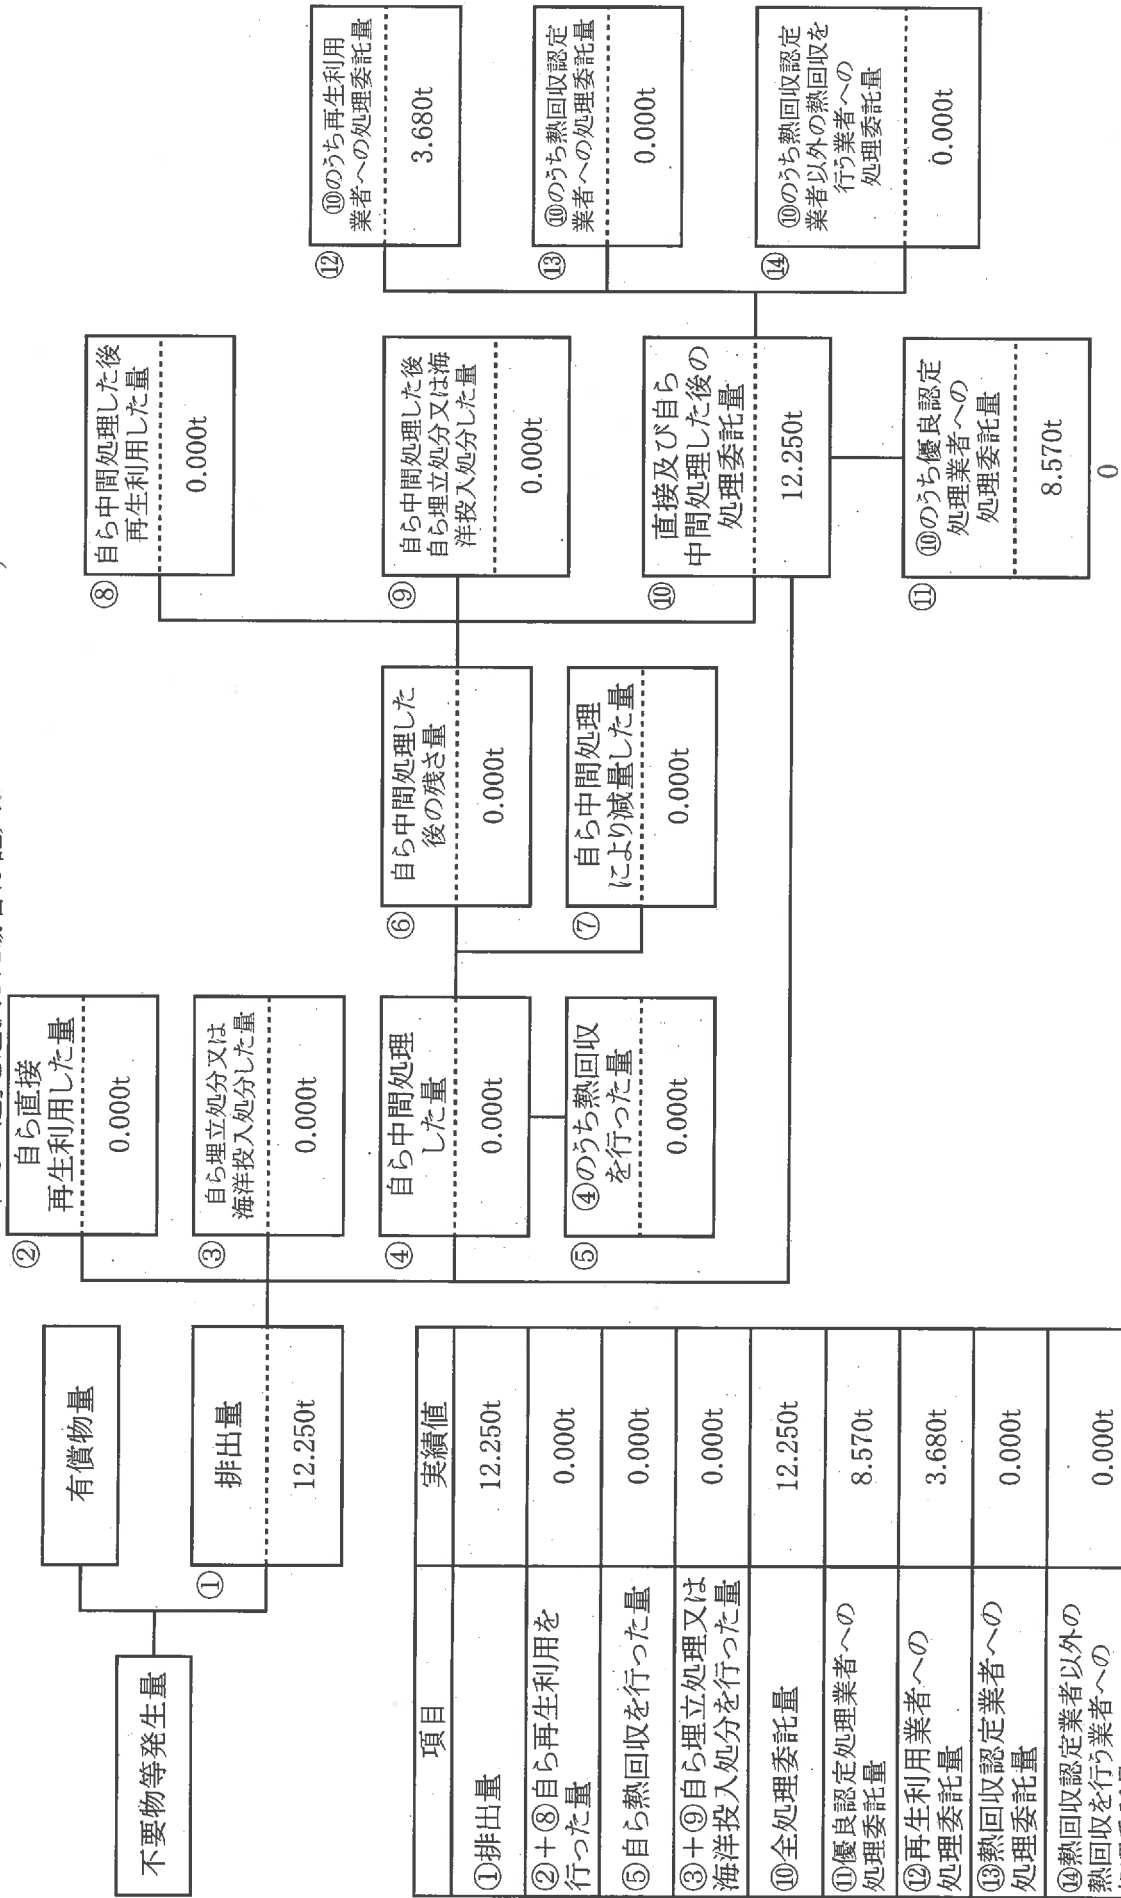 不要物等発生量
有償物量
①
排出量
12.250t
②
自ら直接
再生利用した量
0.000t
③
自ら埋立処分又は
海洋投入処分した量
0.000t
④
自ら中間処理
した量
0.000t
⑤
④のうち熱回収
を行った量
0.000t
⑥
自ら中間処理した
後の残さ量
0.000t
⑦
自ら中間処理
により減量した量
0.000t
⑧
自ら中間処理した後
再生利用した量
0.000t
⑨
自ら中間処理した後
自ら埋立処分又は海
洋投入処分した量
0.000t
⑩
直接及び自ら
中間処理した後の
処理委託量
12.250t
⑪
⑩のうち優良認定
処理業者への
処理委託量
8.570t
0
⑫
⑩のうち再生利用
業者への処理委託量
3.680t
⑬
⑩のうち熱回収認定
業者への処理委託量
0.000t
⑭
⑩のうち熱回収認定
業者以外の熱回収を
行う業者への
処理委託量
0.000t
項目 実績値
①排出量 12.250t
②+⑧自ら再生利用を
行った量 0.000t
⑤自ら熱回収を行った量 0.000t
③+⑨自ら埋立処理又は
海洋投入処分を行った量 0.000t
⑩全処理委託量 12.250t
⑪優良認定処理業者への
処理委託量 8.570t
⑫再生利用業者への
処理委託量 3.680t
⑬熱回収認定業者への
処理委託量 0.000t
⑭熱回収認定業者以外の
熱回収を行う業者への 0.000t